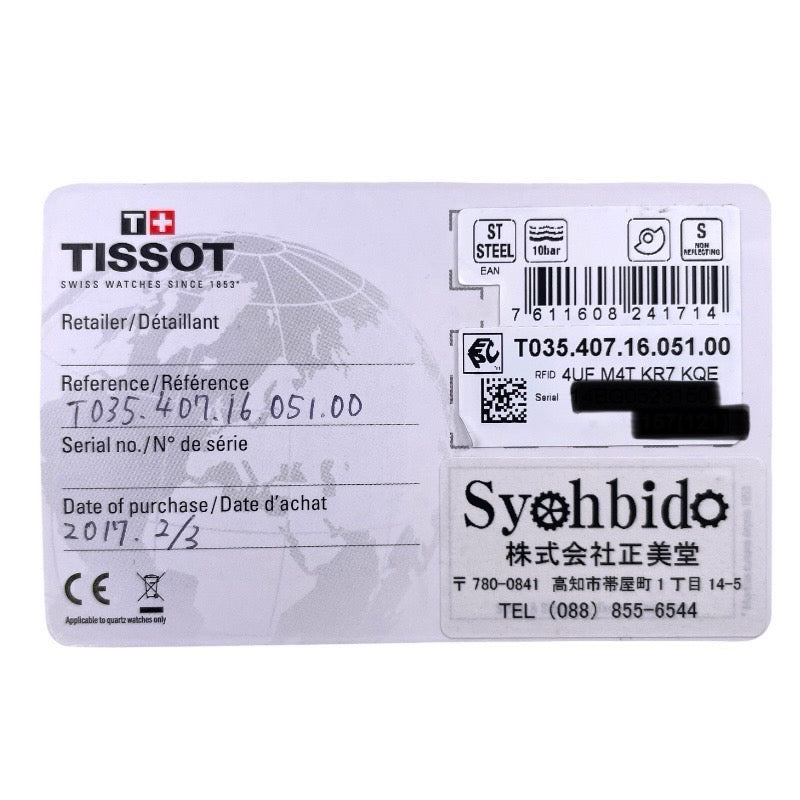 TISSOT
SWISS WATCHES SINCE 1853
Retailer/Détaillant
Reference/Référence
T035.407.16.051.00
Serial no./N° de série
Date of purchase/Date d'achat
2017. 2/3
CE
Applicable to quartz watches only
ST
STEEL
10bar
S
NON
REFLECTING
EAN
7 611608 241714
T035.407.16.051.00
RFID 4UF M4T KR7 KQE
Serial
Syohbido
株式会社正美堂
〒780-0841 高知市帯屋町1丁目14-5
TEL (088) 855-6544